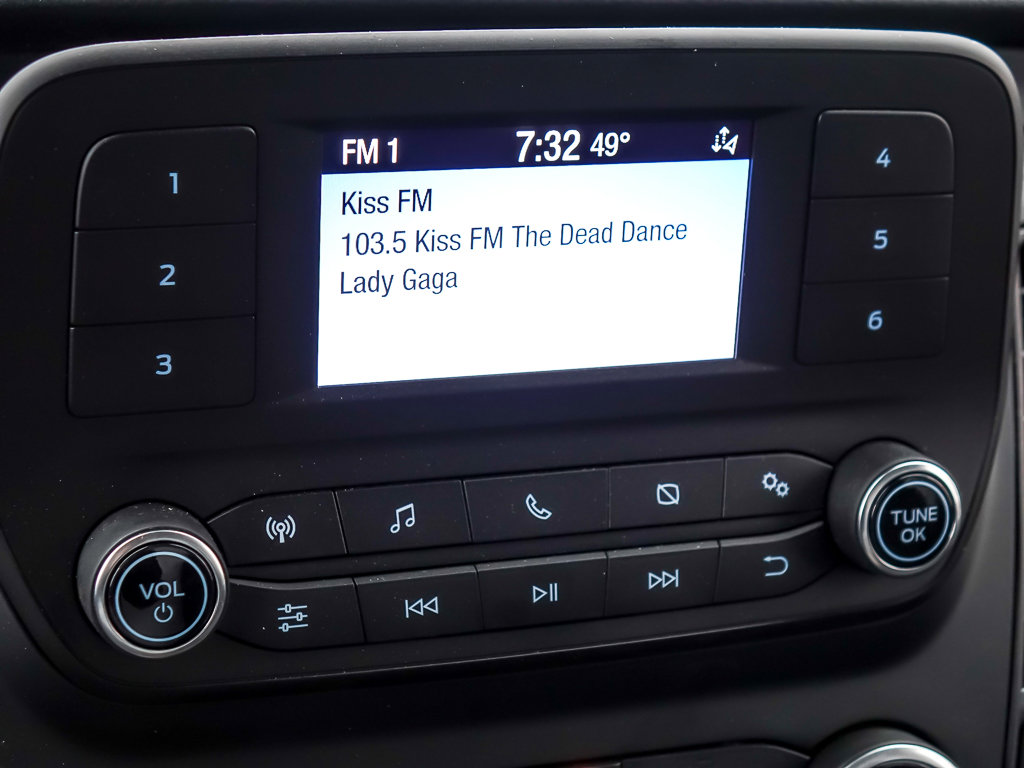 FM 1 7:32 49°
Kiss FM
103.5 Kiss FM The Dead Dance
Lady Gaga
1
2
3
4
5
6
VOL
TUNE
OK